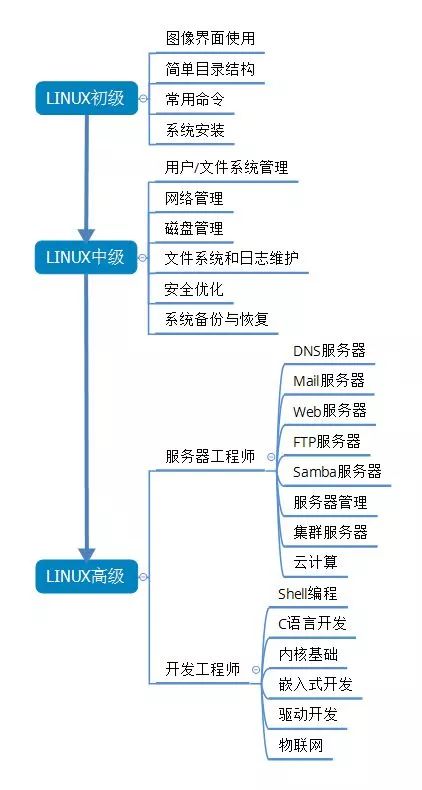 LINUX初级
图像界面使用
简单目录结构
常用命令
系统安装
LINUX中级
用户/文件系统管理
网络管理
磁盘管理
文件系统和日志维护
安全优化
系统备份与恢复
LINUX高级
服务器工程师
DNS服务器
Mail服务器
Web服务器
FTP服务器
Samba服务器
服务器管理
集群服务器
云计算
开发工程师
Shell编程
C语言开发
内核基础
嵌入式开发
驱动开发
物联网